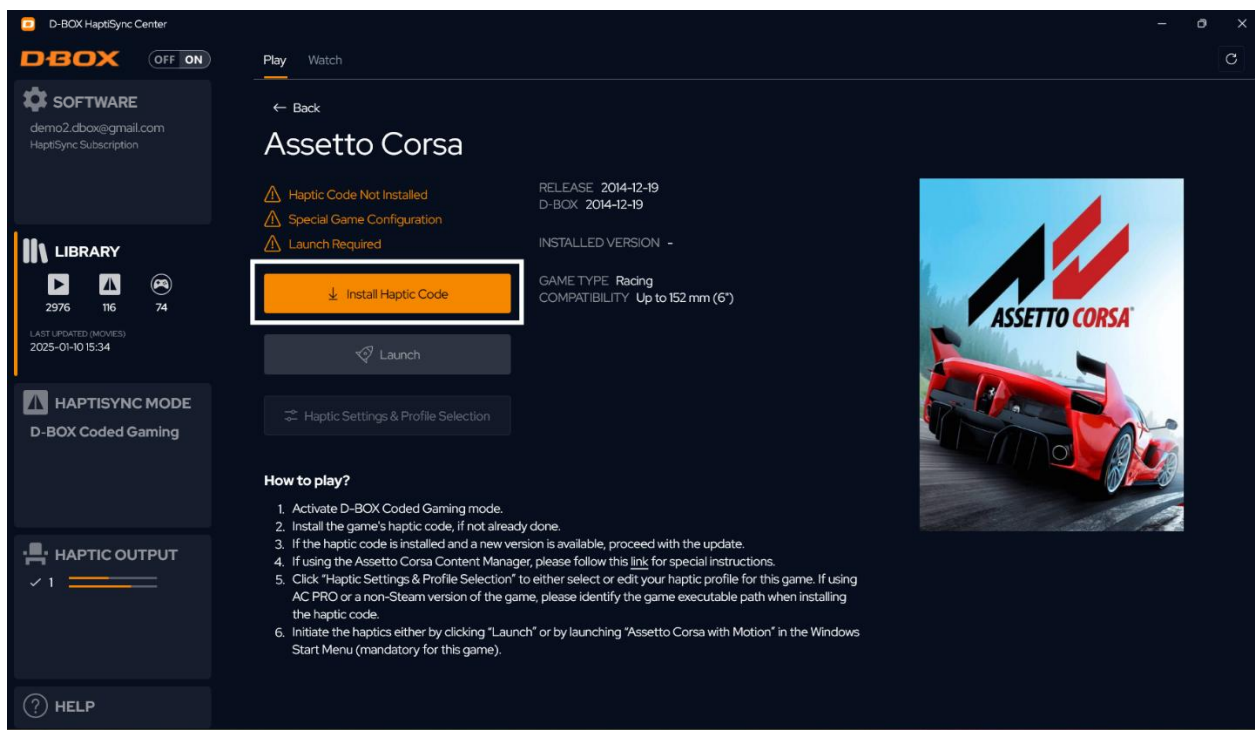 D-BOX HaptiSync Center
D-BOX OFF ON
Play Watch
SOFTWARE
demo2.dbox@gmail.com
HaptiSync Subscription
LIBRARY
2976 116 74
LAST UPDATED (MOVIES)
2025-01-10 15:34
HAPTISYNC MODE
D-BOX Coded Gaming
HAPTIC OUTPUT
1
HELP
← Back
Assetto Corsa
Haptic Code Not Installed
Special Game Configuration
Launch Required
RELEASE 2014-12-19
D-BOX 2014-12-19
INSTALLED VERSION -
GAME TYPE Racing
COMPATIBILITY Up to 152 mm (6")
Install Haptic Code
Launch
Haptic Settings & Profile Selection
ASSETTO CORSA
How to play?
1. Activate D-BOX Coded Gaming mode.
2. Install the game's haptic code, if not already done.
3. If the haptic code is installed and a new version is available, proceed with the update.
4. If using the Assetto Corsa Content Manager, please follow this link for special instructions.
5. Click "Haptic Settings & Profile Selection" to either select or edit your haptic profile for this game. If using
AC PRO or a non-Steam version of the game, please identify the game executable path when installing
the haptic code.
6. Initiate the haptics either by clicking "Launch" or by launching "Assetto Corsa with Motion" in the Windows
Start Menu (mandatory for this game).